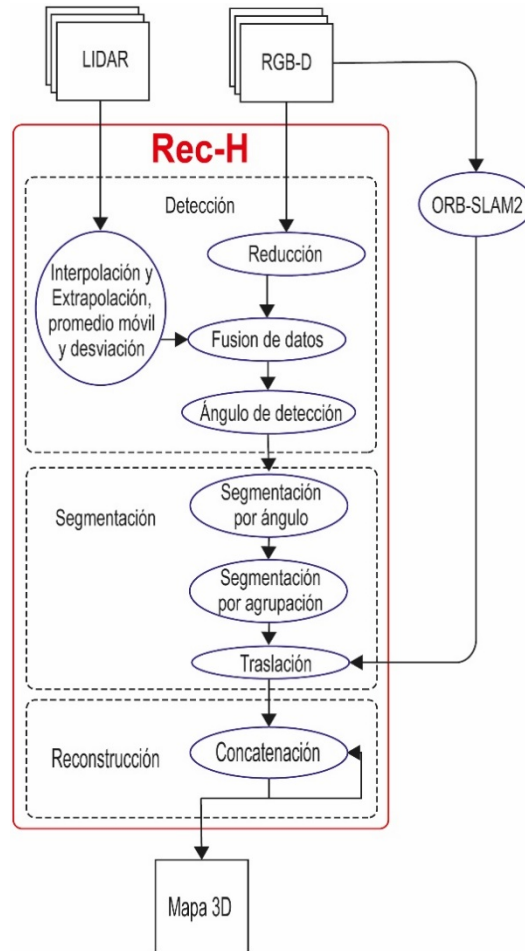 LIDAR
RGB-D
Rec-H
ORB-SLAM2
Detección
Reducción
Interpolación y
Extrapolación,
promedio móvil
y desviación
Fusion de datos
Ángulo de detección
Segmentación
Segmentación
por ángulo
Segmentación
por agrupación
Traslación
Reconstrucción
Concatenación
Mapa 3D